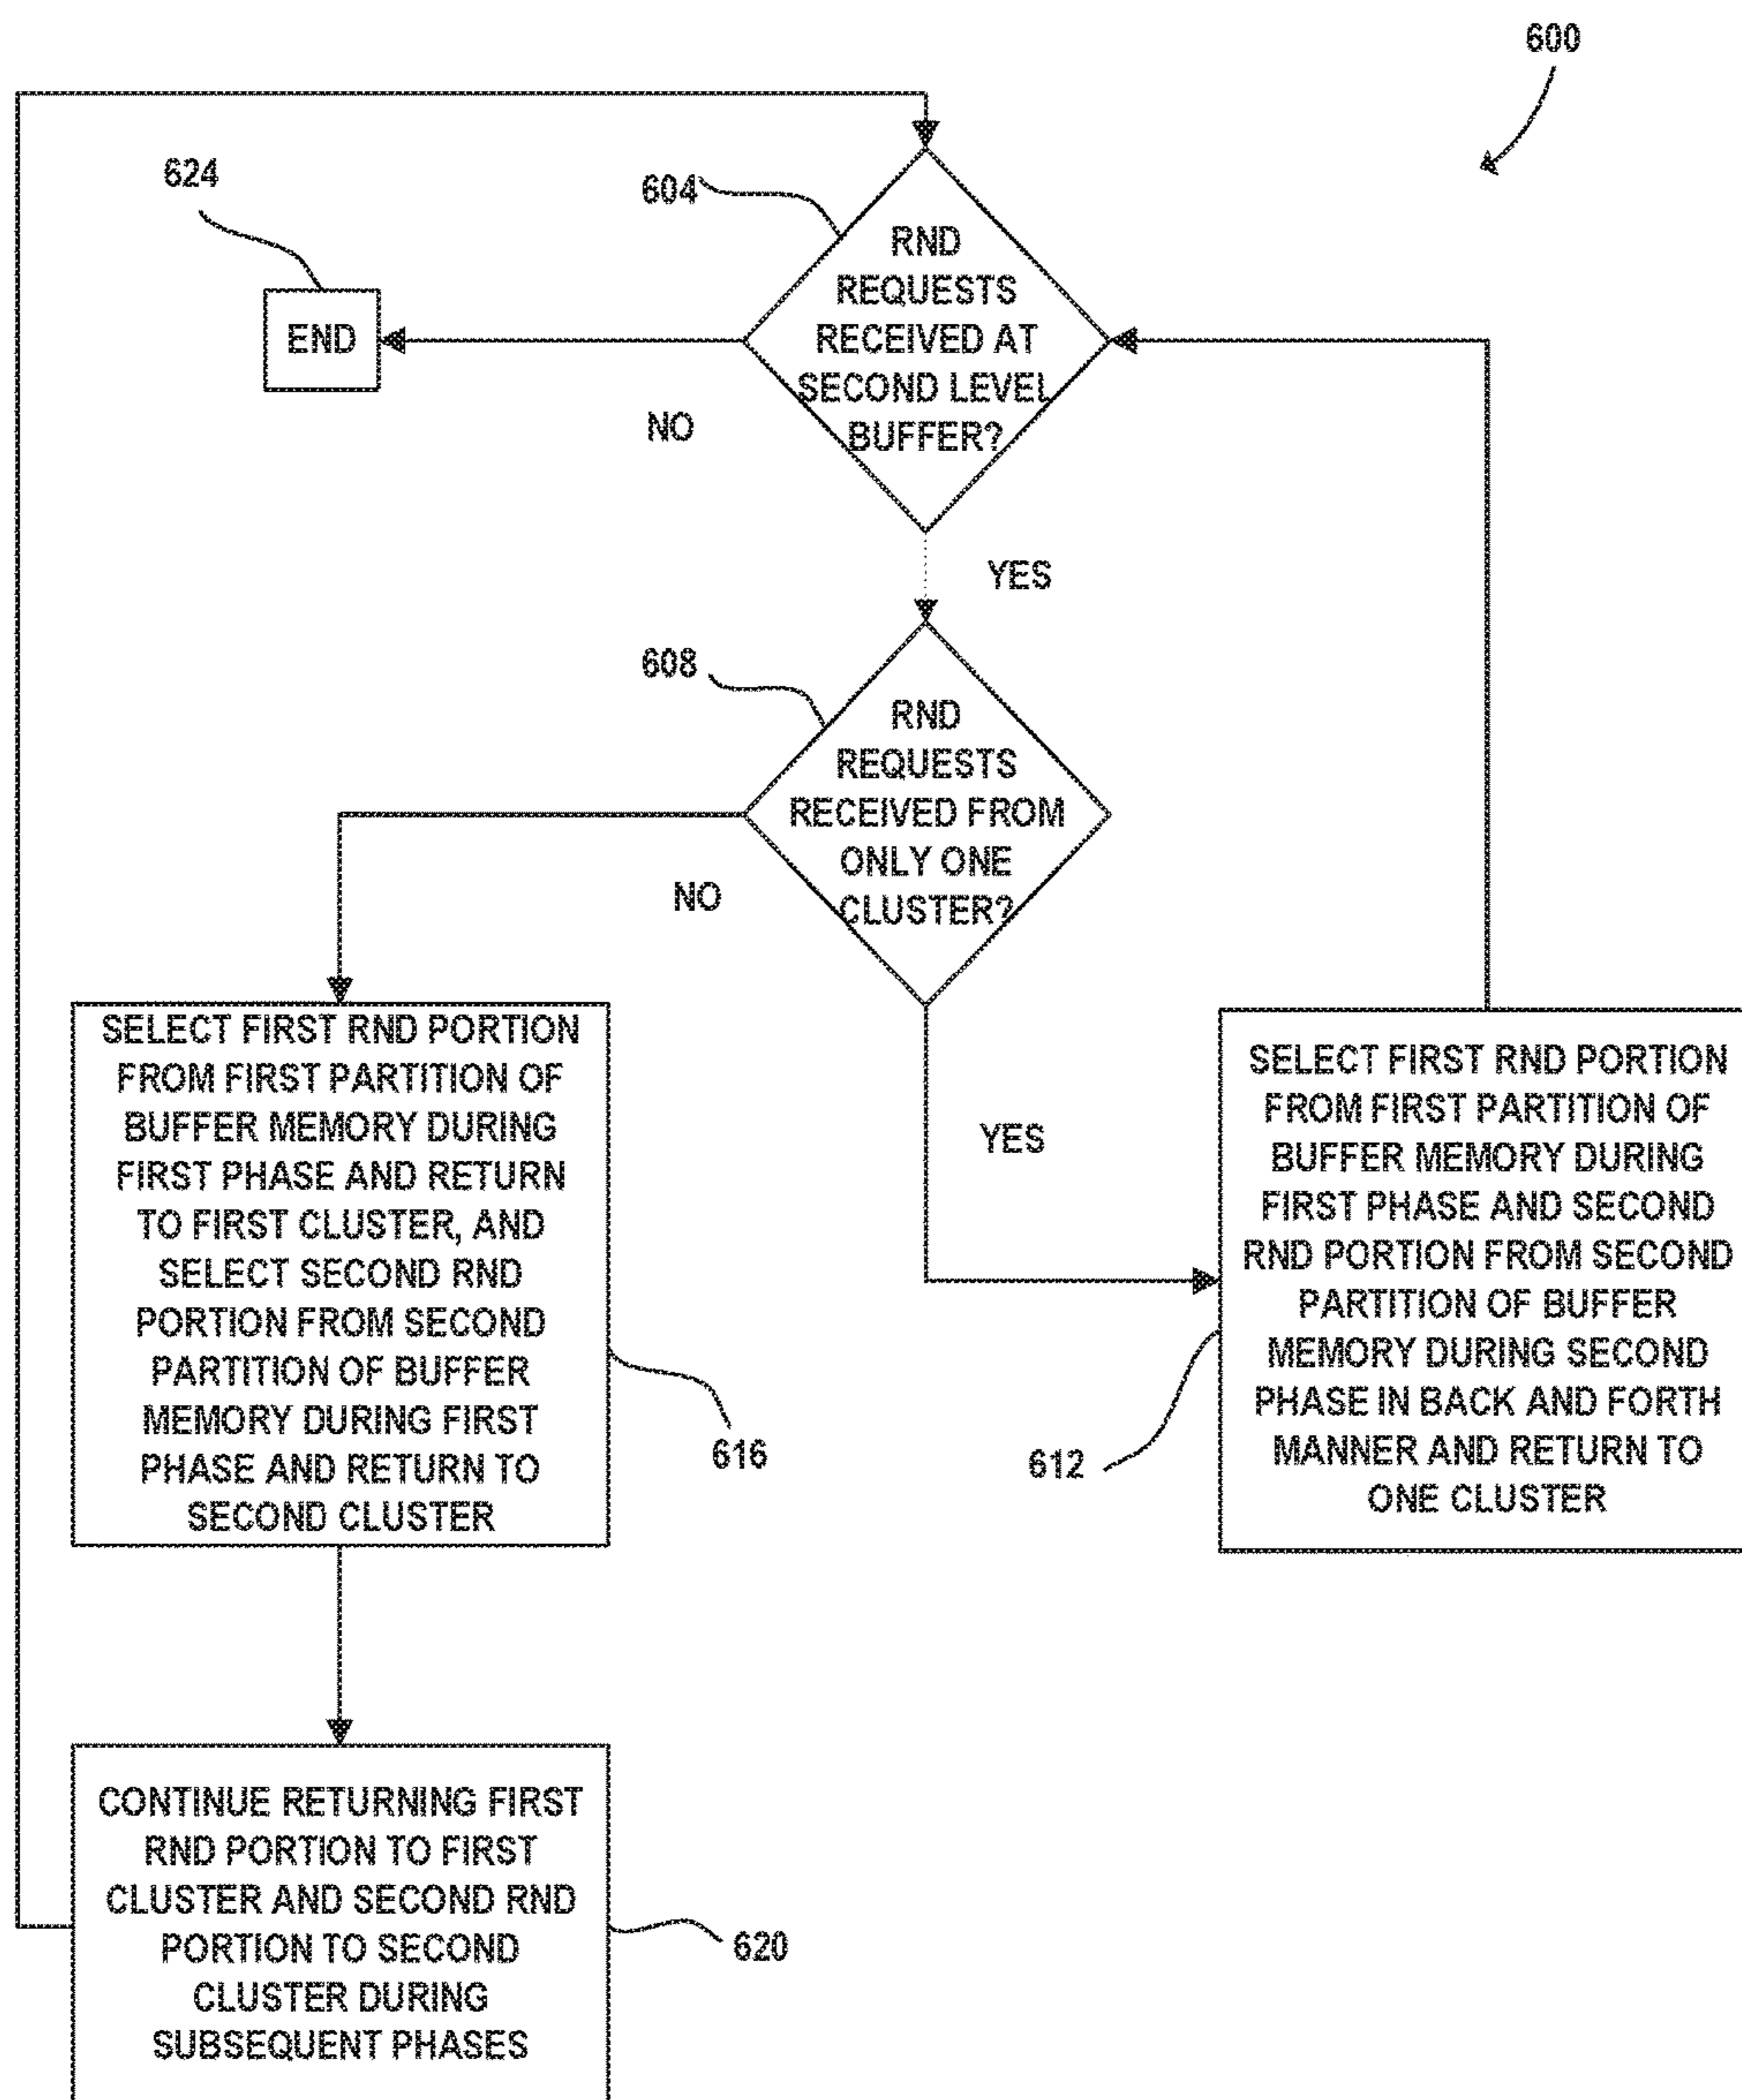 600
624
604
RND
REQUESTS
RECEIVED AT
SECOND LEVEL
BUFFER?
END
NO
YES
608
RND
REQUESTS
RECEIVED FROM
ONLY ONE
CLUSTER?
NO
YES
SELECT FIRST RND PORTION
FROM FIRST PARTITION OF
BUFFER MEMORY DURING
FIRST PHASE AND RETURN
TO FIRST CLUSTER, AND
SELECT SECOND RND
PORTION FROM SECOND
PARTITION OF BUFFER
MEMORY DURING FIRST
PHASE AND RETURN TO
SECOND CLUSTER
616
SELECT FIRST RND PORTION
FROM FIRST PARTITION OF
BUFFER MEMORY DURING
FIRST PHASE AND SECOND
RND PORTION FROM SECOND
PARTITION OF BUFFER
MEMORY DURING SECOND
PHASE IN BACK AND FORTH
MANNER AND RETURN TO
ONE CLUSTER
612
CONTINUE RETURNING FIRST
RND PORTION TO FIRST
CLUSTER AND SECOND RND
PORTION TO SECOND
CLUSTER DURING
SUBSEQUENT PHASES
620